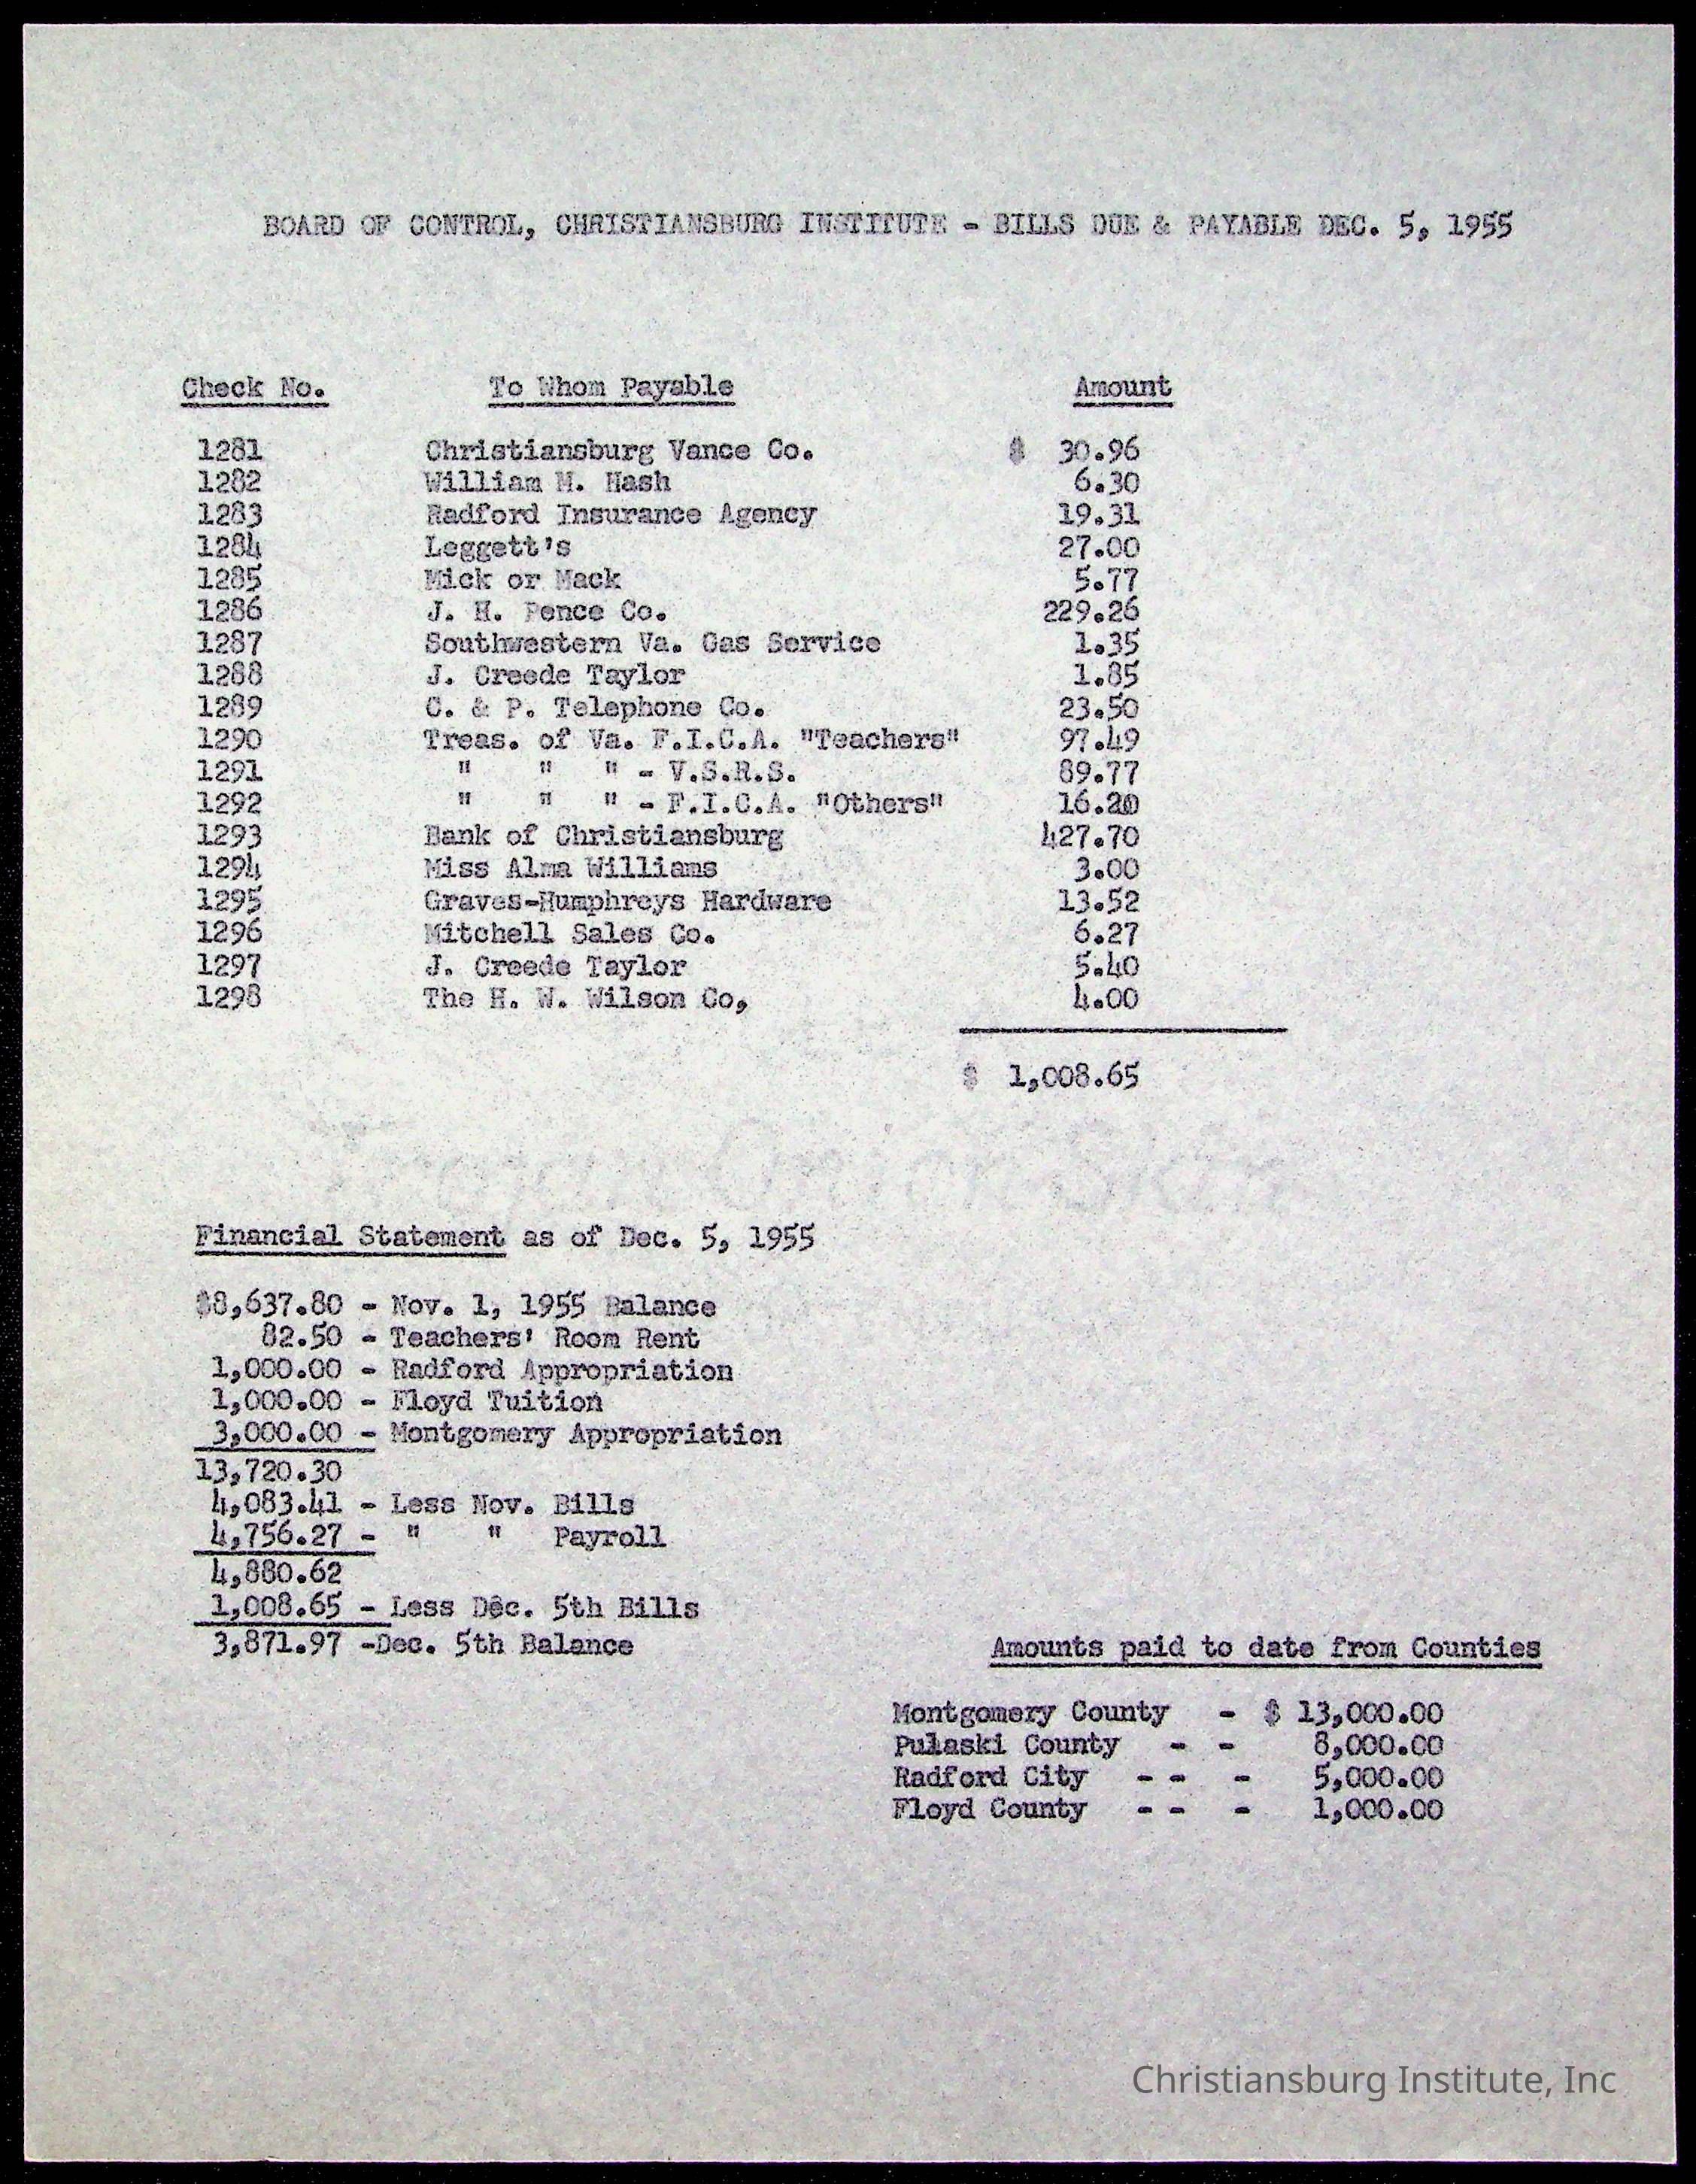 BOARD OF CONTROL, CHRISTIANSBURG INSTITUTE - BILLS DUE & PAYABLE DEC. 5, 1955
Check No. To Whom Payable Amount
1281 Christiansburg Vance Co. $ 30.96
1282 William M. Hash 6.30
1283 Radford Insurance Agency 19.31
1284 Leggett's 27.00
1285 Mick or Mack 5.77
1286 J. H. Pence Co. 229.26
1287 Southwestern Va. Gas Service 1.35
1288 J. Creede Taylor 1.85
1289 C. & P. Telephone Co. 23.50
1290 Treas. of Va. F.I.C.A. "Teachers" 97.49
1291 " " " - V.S.R.S. 89.77
1292 " " " - F.I.C.A. "Others" 16.20
1293 Bank of Christiansburg 427.70
1294 Miss Alma Williams 3.00
1295 Graves-Humphreys Hardware 13.52
1296 Mitchell Sales Co. 6.27
1297 J. Creede Taylor 5.40
1298 The H. W. Wilson Co, 4.00
$ 1,008.65
Financial Statement as of Dec. 5, 1955
$8,637.80 - Nov. 1, 1955 Balance
82.50 - Teachers' Room Rent
1,000.00 - Radford Appropriation
1,000.00 - Floyd Tuition
3,000.00 - Montgomery Appropriation
13,720.30
4,083.41 - Less Nov. Bills
4,756.27 - " " Payroll
4,880.62
1,008.65 - Less Dec. 5th Bills
3,871.97 -Dec. 5th Balance
Amounts paid to date from Counties
Montgomery County - $ 13,000.00
Pulaski County - - 8,000.00
Radford City - - - 5,000.00
Floyd County - - - 1,000.00
Christiansburg Institute, Inc